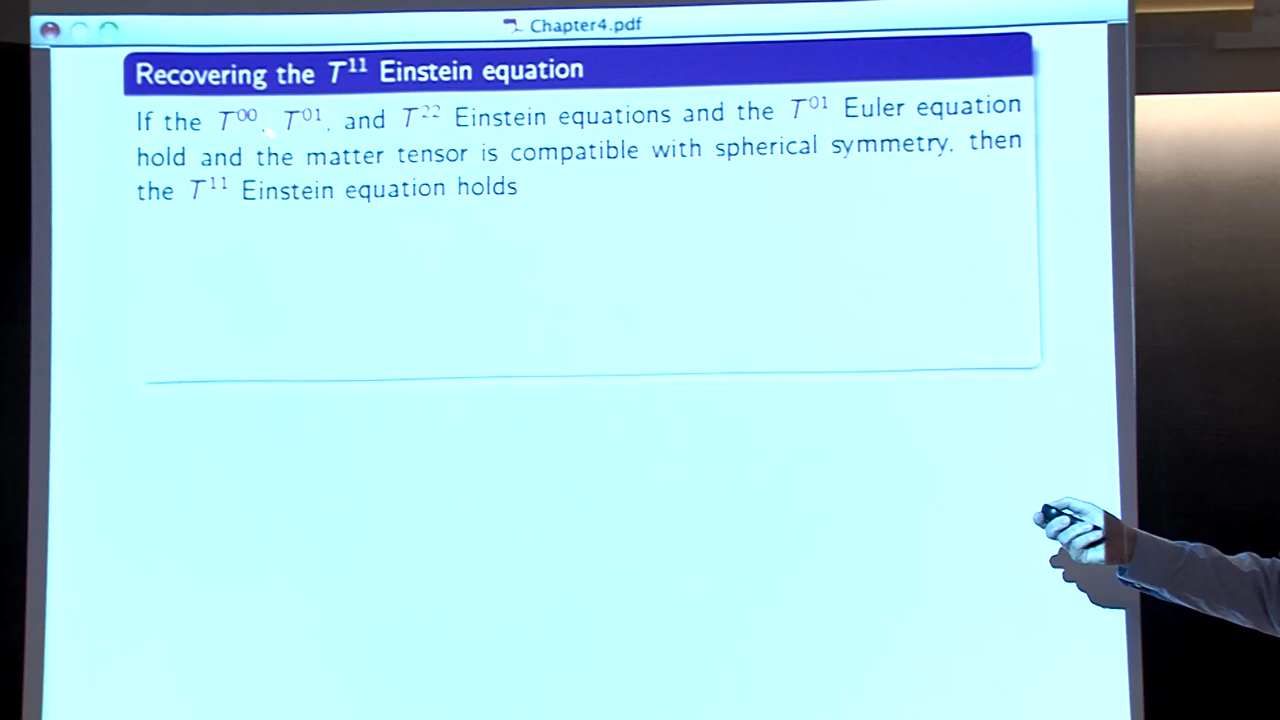 Chapter4.pdf
Recovering the T¹¹ Einstein equation
If the T⁰⁰, T⁰¹, and T²² Einstein equations and the T⁰¹ Euler equation
hold and the matter tensor is compatible with spherical symmetry, then
the T¹¹ Einstein equation holds